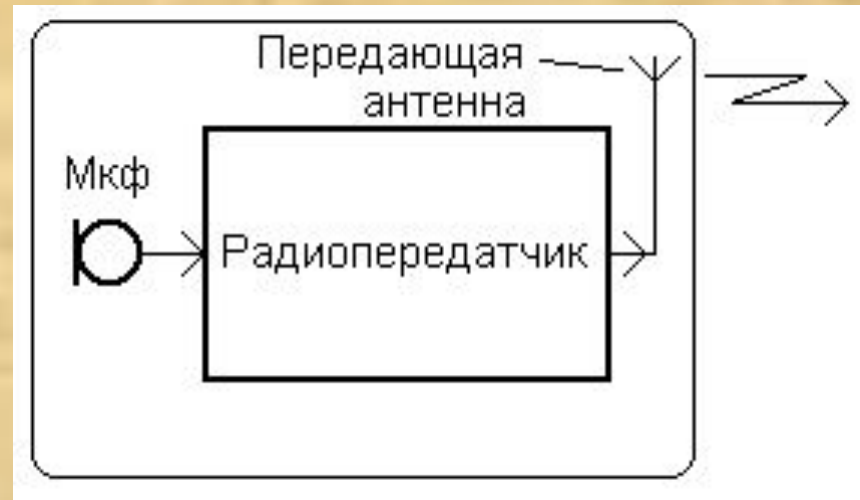 Передающая
антенна
Мкф
Радиопередатчик